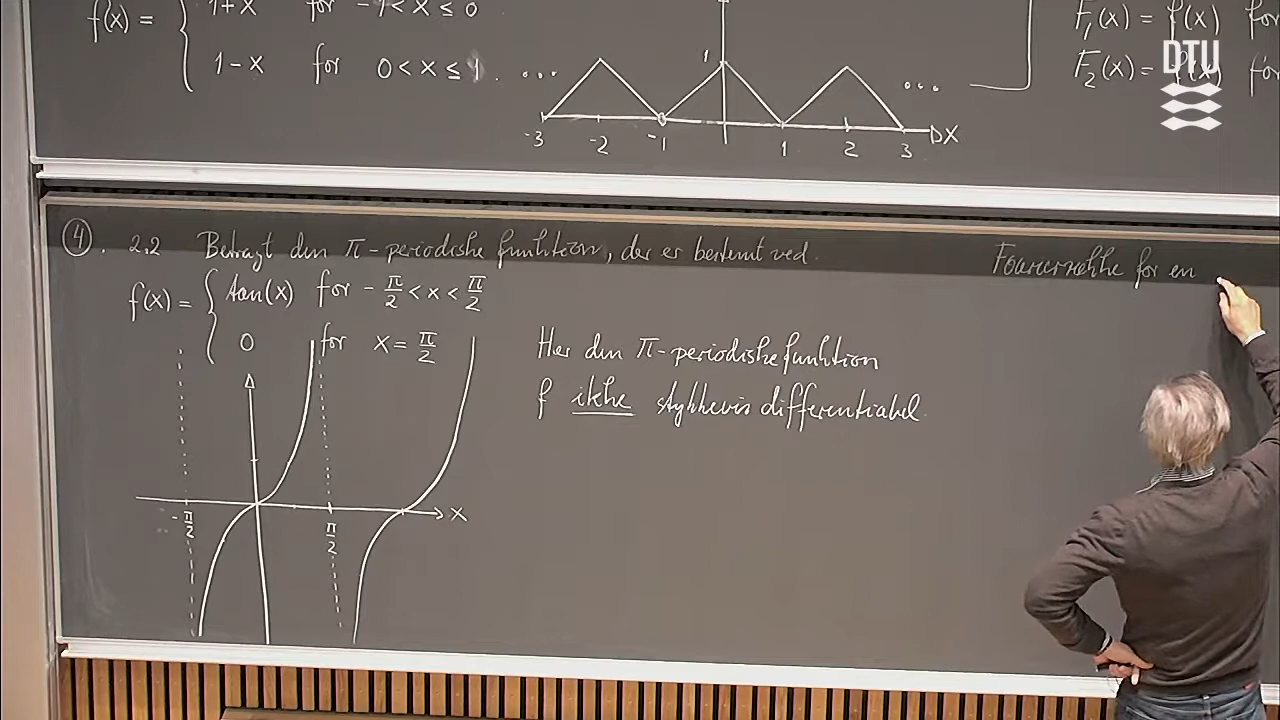 f(x) = { 1+x for -1 < x ≤ 0
1-x for 0 < x ≤ 1.
... 1 ...
-3 -2 -1 1 2 3 x
F₁(x) = f(x) for
F₂(x) = f(x) for
DTU
④. 2,2 Betragt den π-periodiske funktion, der er bestemt ved
f(x) = { tan(x) for -π/2 < x < π/2
0 for x = π/2
-π/2 π/2 x
Her den π-periodiske funktion
f ikke stykkevis differentiabel.
Fourierrække for en